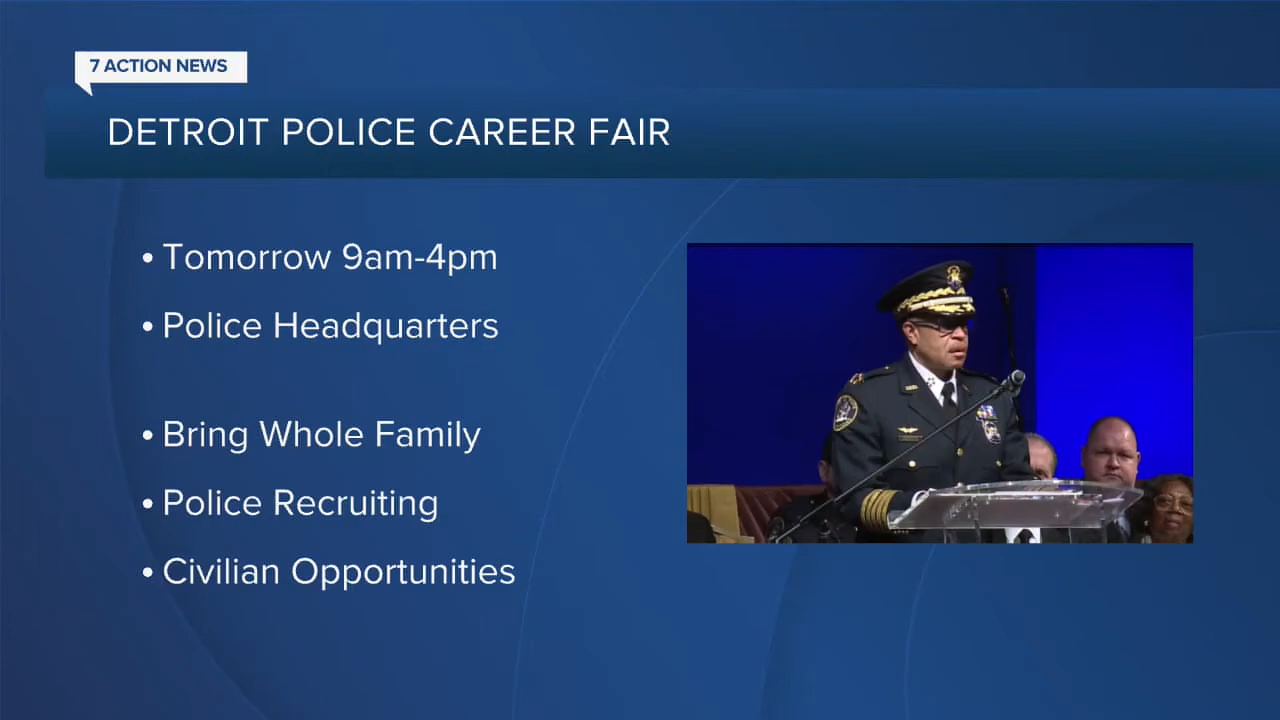 7 ACTION NEWS
DETROIT POLICE CAREER FAIR
• Tomorrow 9am-4pm
• Police Headquarters
• Bring Whole Family
• Police Recruiting
• Civilian Opportunities